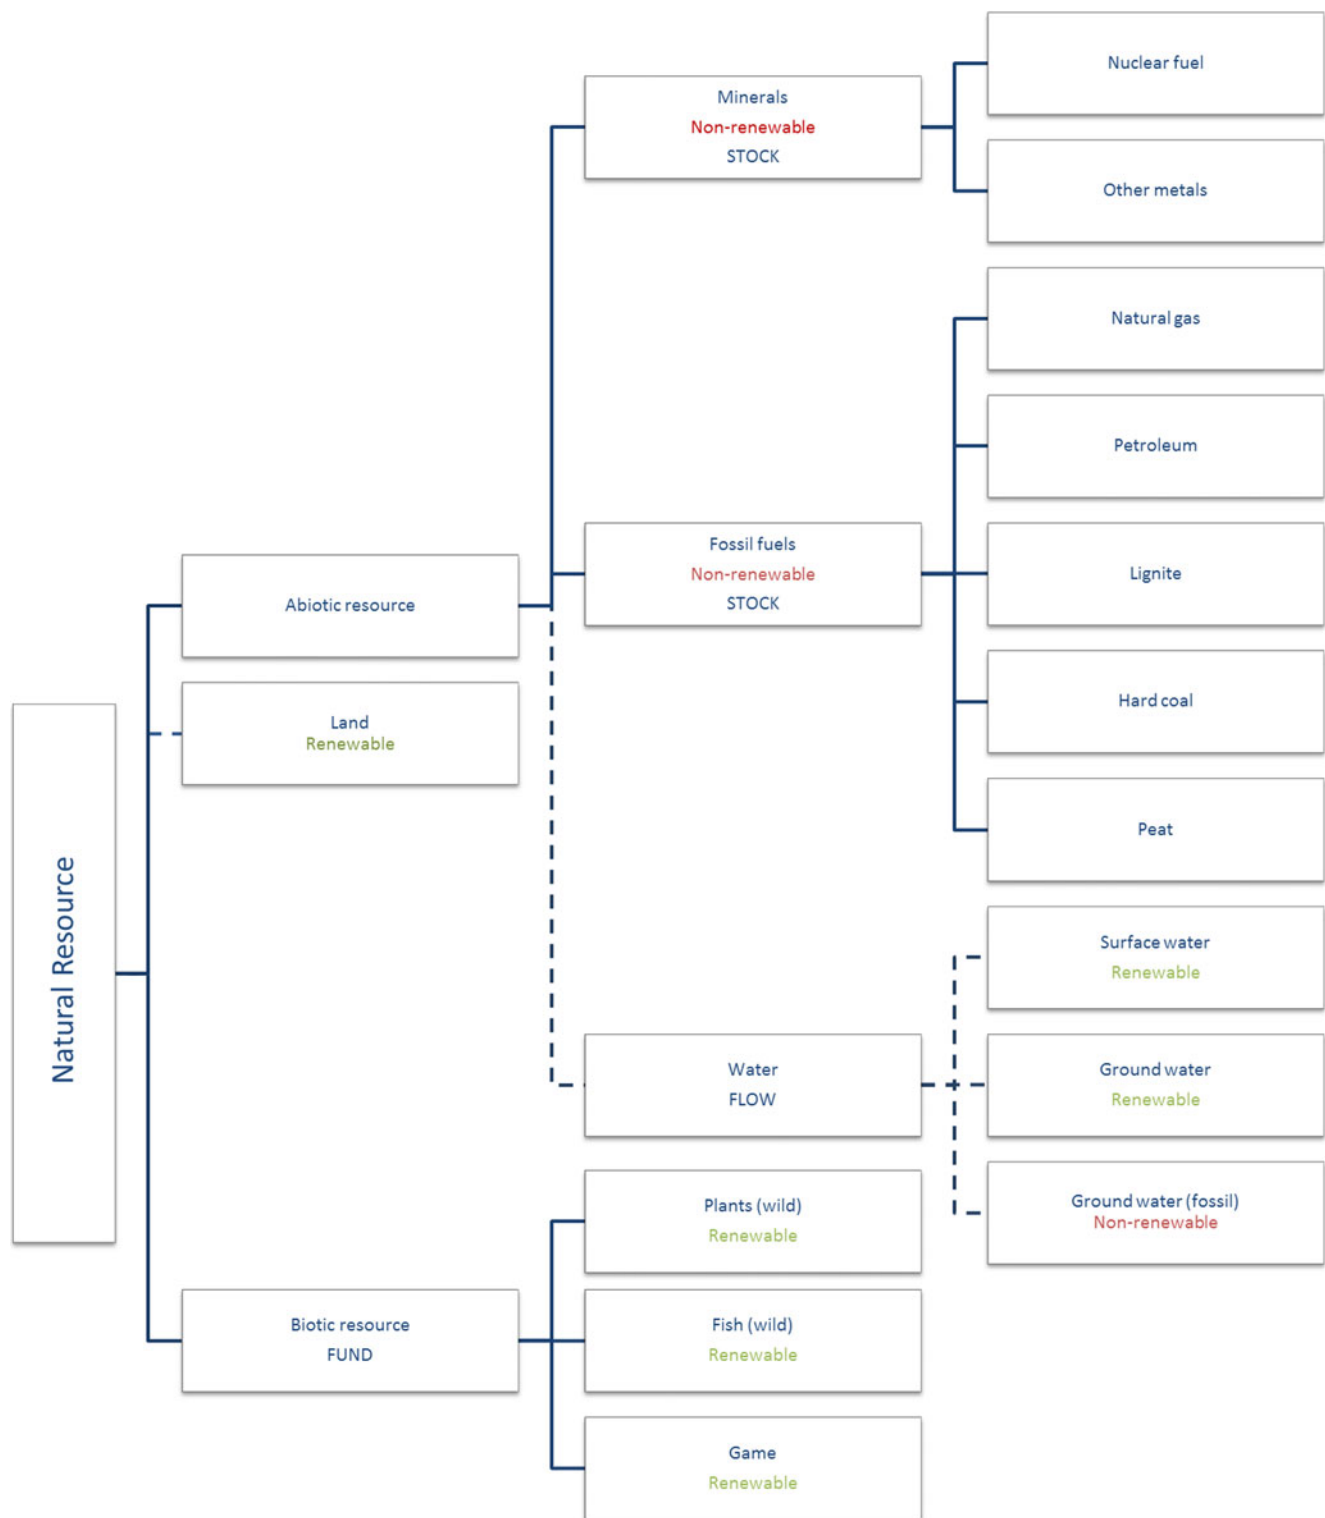 Natural Resource
Abiotic resource
Land
Renewable
Biotic resource
FUND
Minerals
Non-renewable
STOCK
Fossil fuels
Non-renewable
STOCK
Water
FLOW
Plants (wild)
Renewable
Fish (wild)
Renewable
Game
Renewable
Nuclear fuel
Other metals
Natural gas
Petroleum
Lignite
Hard coal
Peat
Surface water
Renewable
Ground water
Renewable
Ground water (fossil)
Non-renewable